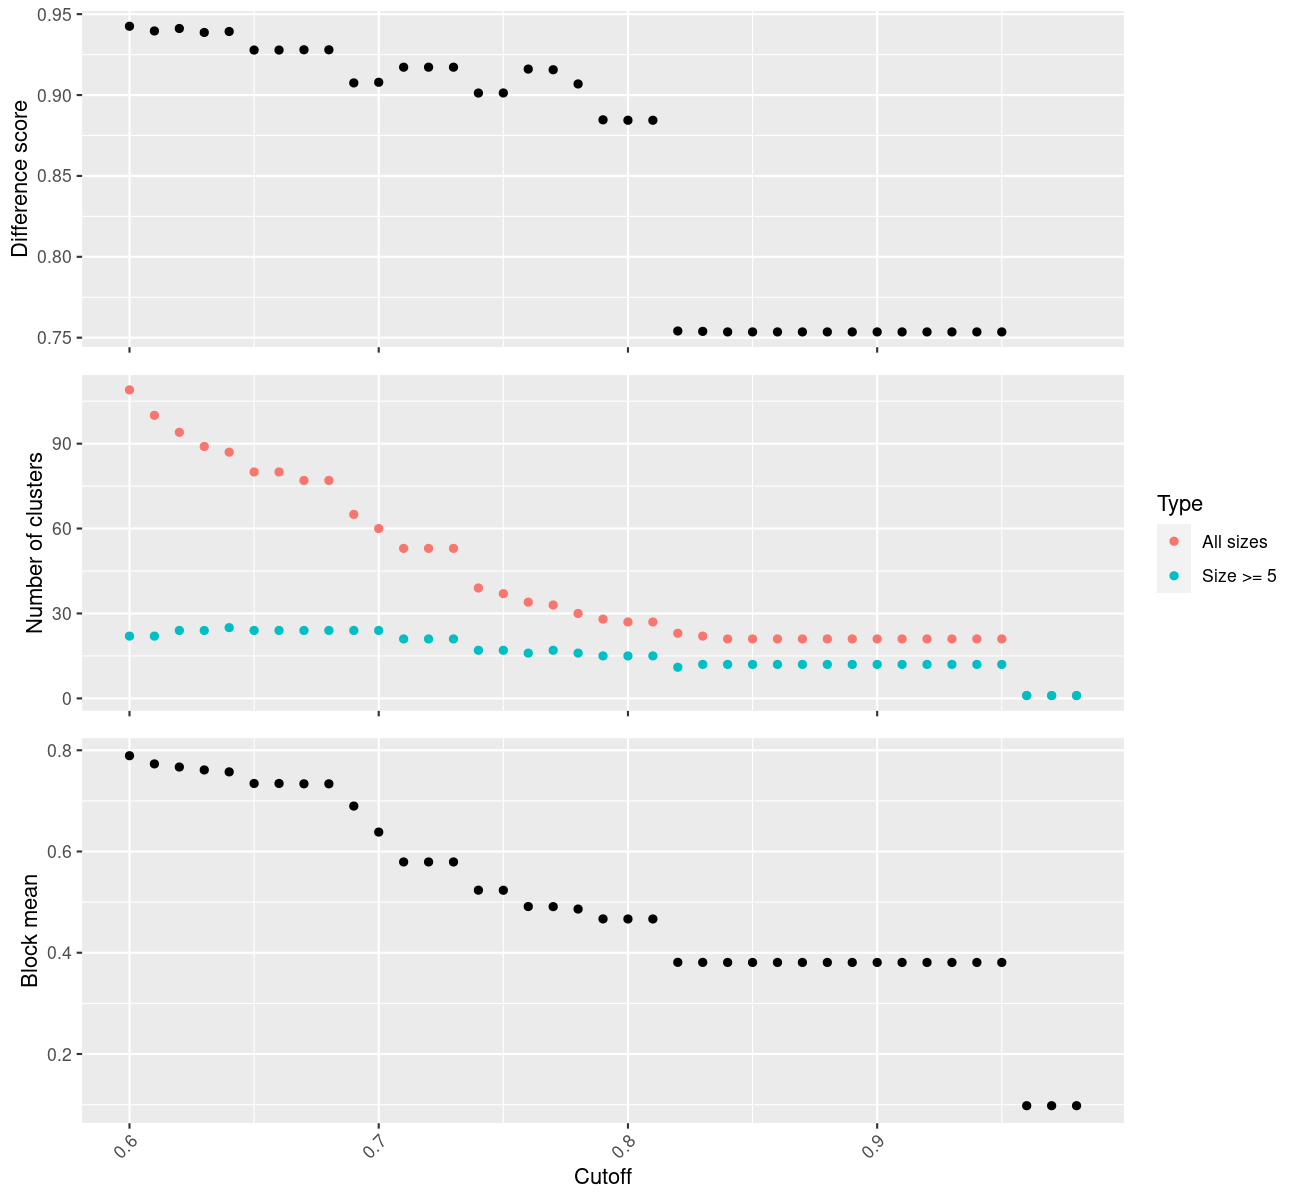 Difference score
0.95
0.90
0.85
0.80
0.75
Number of clusters
90
60
30
0
Type
All sizes
Size >= 5
Block mean
0.8
0.6
0.4
0.2
0.6 0.7 0.8 0.9
Cutoff